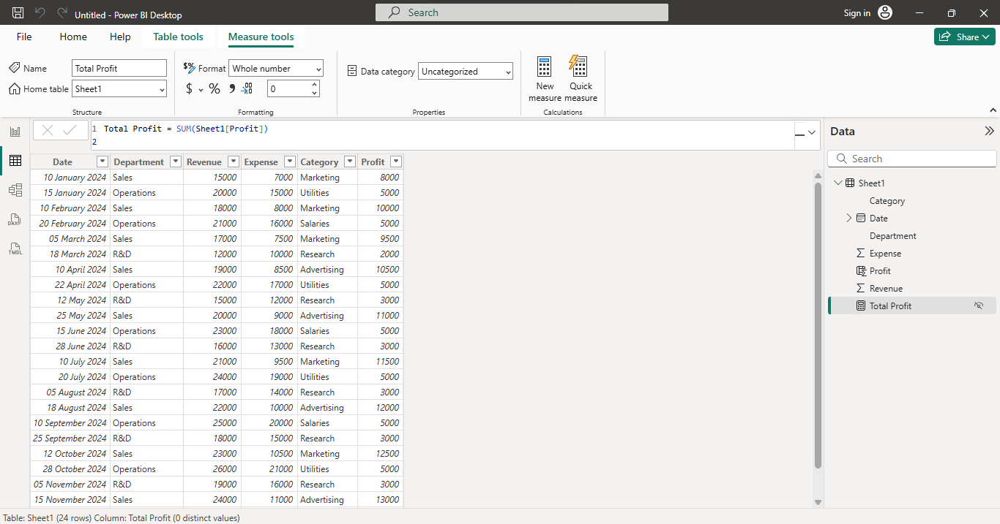 Untitled - Power BI Desktop
Search
Sign in
File Home Help Table tools Measure tools
Share
Name Total Profit
Home table Sheet1
Structure
$% Format Whole number
$ % 9 0
Formatting
Data category Uncategorized
Properties
New measure
Quick measure
Calculations
1 Total Profit = SUM(Sheet1[Profit])
2
Date Department Revenue Expense Category Profit
10 January 2024 Sales 15000 7000 Marketing 8000
15 January 2024 Operations 20000 15000 Utilities 5000
10 February 2024 Sales 18000 8000 Marketing 10000
20 February 2024 Operations 21000 16000 Salaries 5000
05 March 2024 Sales 17000 7500 Marketing 9500
18 March 2024 R&D 12000 10000 Research 2000
10 April 2024 Sales 19000 8500 Advertising 10500
22 April 2024 Operations 22000 17000 Utilities 5000
12 May 2024 R&D 15000 12000 Research 3000
25 May 2024 Sales 20000 9000 Advertising 11000
15 June 2024 Operations 23000 18000 Salaries 5000
28 June 2024 R&D 16000 13000 Research 3000
10 July 2024 Sales 21000 9500 Marketing 11500
20 July 2024 Operations 24000 19000 Utilities 5000
05 August 2024 R&D 17000 14000 Research 3000
18 August 2024 Sales 22000 10000 Advertising 12000
10 September 2024 Operations 25000 20000 Salaries 5000
25 September 2024 R&D 18000 15000 Research 3000
12 October 2024 Sales 23000 10500 Marketing 12500
28 October 2024 Operations 26000 21000 Utilities 5000
05 November 2024 R&D 19000 16000 Research 3000
15 November 2024 Sales 24000 11000 Advertising 13000
DAX
TMDL
Data
Search
Sheet1
Category
Date
Department
Expense
Profit
Revenue
Total Profit
Table: Sheet1 (24 rows) Column: Total Profit (0 distinct values)